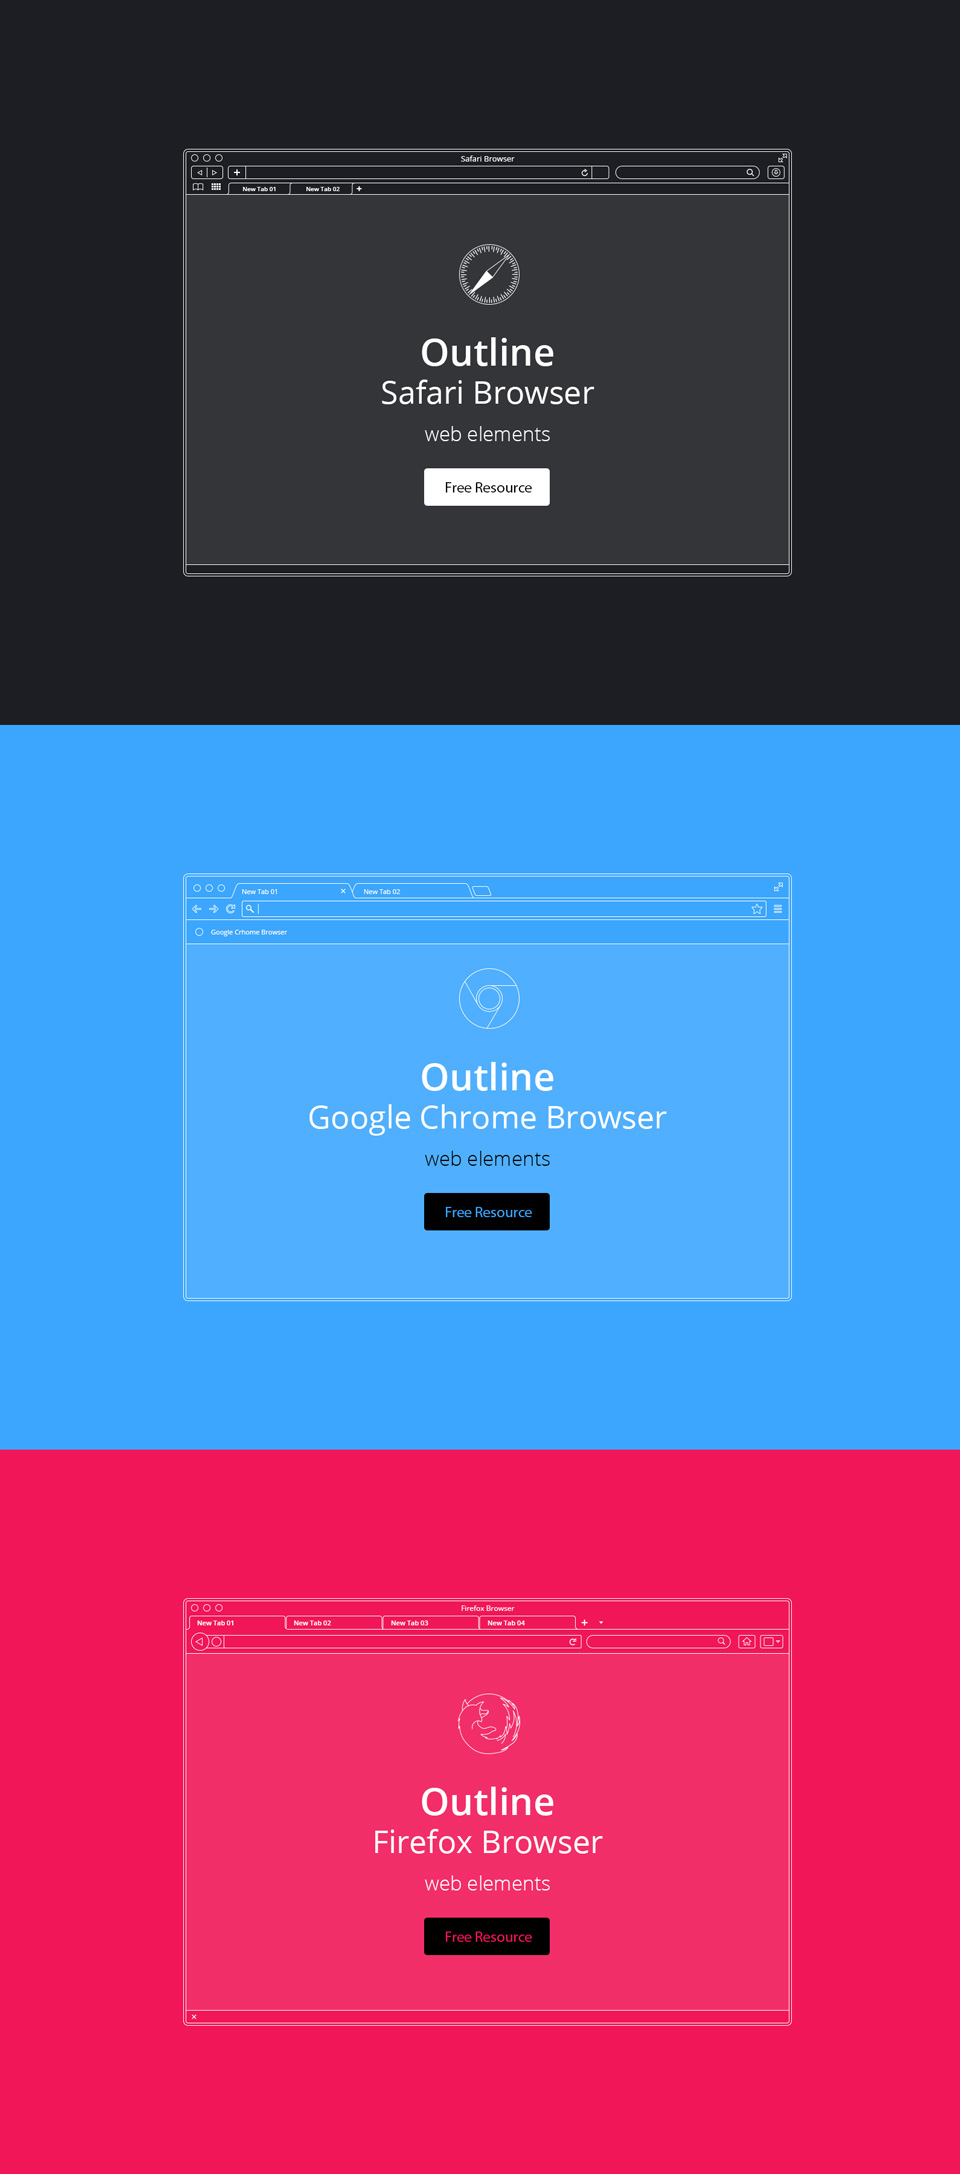 Safari Browser
New Tab 01 New Tab 02
Outline
Safari Browser
web elements
Free Resource
New Tab 01 New Tab 02
Google Crhome Browser
Outline
Google Chrome Browser
web elements
Free Resource
Firefox Browser
New Tab 01 New Tab 02 New Tab 03 New Tab 04
Outline
Firefox Browser
web elements
Free Resource